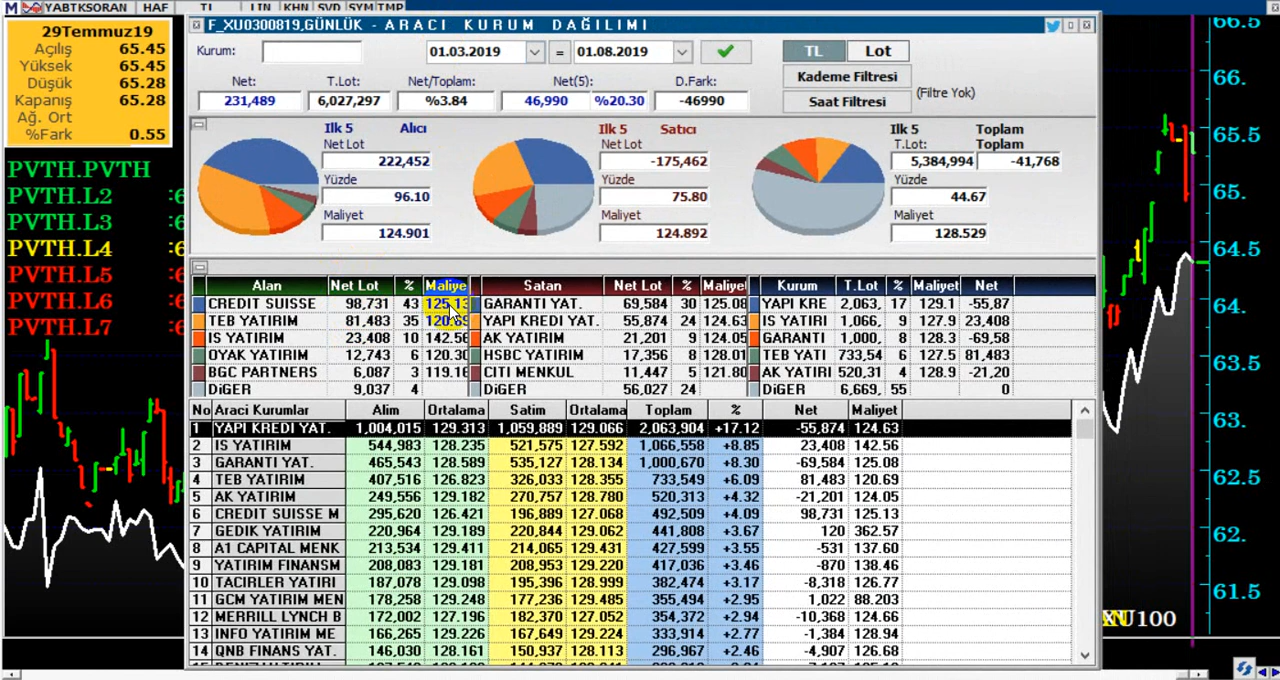 M YABTKSORAN HAF TL LIN KHN SVD SYM TMP
29Temmuz19
Açılış 65.45
Yüksek 65.45
Düşük 65.28
Kapanış 65.28
Ağ. Ort
%Fark 0.55
PVTH.PVTH
PVTH.L2
PVTH.L3
PVTH.L4
PVTH.L5
PVTH.L6
PVTH.L7
F_XU0300819,GÜNLÜK - ARACI KURUM DAĞILIMI
Kurum: 01.03.2019 = 01.08.2019 TL Lot
Kademe Filtresi
Saat Filtresi (Filtre Yok)
Net: T.Lot: Net/Toplam: Net(5): D.Fark:
231,489 6,027,297 %3.84 46,990 %20.30 -46990
Ilk 5 Alıcı
Net Lot
222,452
Yüzde
96.10
Maliyet
124.901
Ilk 5 Satıcı
Net Lot
-175,462
Yüzde
75.80
Maliyet
124.892
Ilk 5 Toplam
T.Lot: Toplam
5,384,994 -41,768
Yüzde
44.67
Maliyet
128.529
Alan Net Lot % Maliye Satan Net Lot % Maliye Kurum T.Lot % Maliyet Net
CREDIT SUISSE 98,731 43 125.13 GARANTI YAT. 69,584 30 125.08 YAPI KRE 2,063, 17 129.1 -55,87
TEB YATIRIM 81,483 35 120.69 YAPI KREDI YAT. 55,874 24 124.63 IS YATIRI 1,066, 9 127.9 23,408
IS YATIRIM 23,408 10 142.56 AK YATIRIM 21,201 9 124.05 GARANTI 1,000, 8 128.3 -69,58
OYAK YATIRIM 12,743 6 120.30 HSBC YATIRIM 17,356 8 128.01 TEB YATI 733,54 6 127.5 81,483
BGC PARTNERS 6,087 3 119.16 CITI MENKUL 11,447 5 121.80 AK YATIRI 520,31 4 128.9 -21,20
DiGER 9,037 4 DiGER 56,027 24 DiGER 6,669, 55 0
No Araci Kurumlar Alim Ortalama Satim Ortalama Toplam % Net Maliyet
1 YAPI KREDI YAT. 1,004,015 129.313 1,059,889 129.066 2,063,904 +17.12 -55,874 124.63
2 IS YATIRIM 544,983 128.235 521,575 127.592 1,066,558 +8.85 23,408 142.56
3 GARANTI YAT. 465,543 128.589 535,127 128.134 1,000,670 +8.30 -69,584 125.08
4 TEB YATIRIM 407,516 126.823 326,033 128.355 733,549 +6.09 81,483 120.69
5 AK YATIRIM 249,556 129.182 270,757 128.780 520,313 +4.32 -21,201 124.05
6 CREDIT SUISSE M 295,620 126.421 196,889 127.068 492,509 +4.09 98,731 125.13
7 GEDIK YATIRIM 220,964 129.189 220,844 129.062 441,808 +3.67 120 362.57
8 A1 CAPITAL MENK 213,534 129.411 214,065 129.431 427,599 +3.55 -531 137.60
9 YATIRIM FINANSM 208,083 129.181 208,953 129.220 417,036 +3.46 -870 138.46
10 TACIRLER YATIRI 187,078 129.098 195,396 128.999 382,474 +3.17 -8,318 126.77
11 GCM YATIRIM MEN 178,258 129.248 177,236 129.485 355,494 +2.95 1,022 88.203
12 MERRILL LYNCH B 172,002 127.196 182,370 127.052 354,372 +2.94 -10,368 124.66
13 INFO YATIRIM ME 166,265 129.226 167,649 129.224 333,914 +2.77 -1,384 128.94
14 QNB FINANS YAT. 146,030 128.161 150,937 128.113 296,967 +2.46 -4,907 126.68
66.5
66.
65.5
65.
64.5
64.
63.5
63.
62.5
62.
61.5
XU100